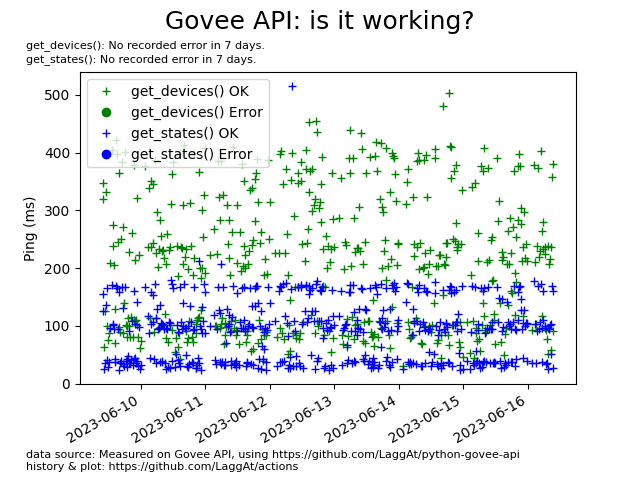 Govee API: is it working?
get_devices(): No recorded error in 7 days.
get_states(): No recorded error in 7 days.
get_devices() OK
get_devices() Error
get_states() OK
get_states() Error
500
400
300
200
100
0
Ping (ms)
2023-06-10
2023-06-11
2023-06-12
2023-06-13
2023-06-14
2023-06-15
2023-06-16
data source: Measured on Govee API, using https://github.com/LaggAt/python-govee-api
history & plot: https://github.com/LaggAt/actions